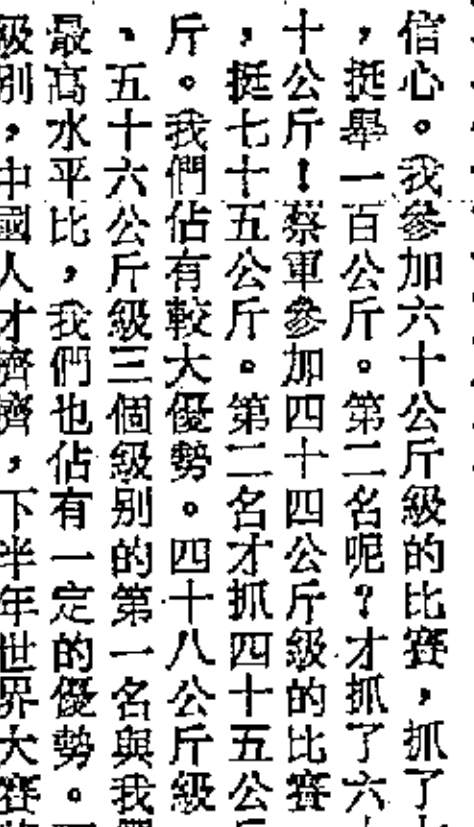 信心。我參加六十公斤級的比賽,抓了
,挺舉一百公斤。第二名呢?才抓了六
十公斤!蔡軍參加四十四公斤級的比賽
,挺七十五公斤。第二名才抓四十五公
斤。我們佔有較大優勢。四十八公斤級
、五十六公斤級三個級別的第一名與我
最高水平比,我們也佔有一定的優勢。
級別,中國人才濟濟,下半年世界大賽